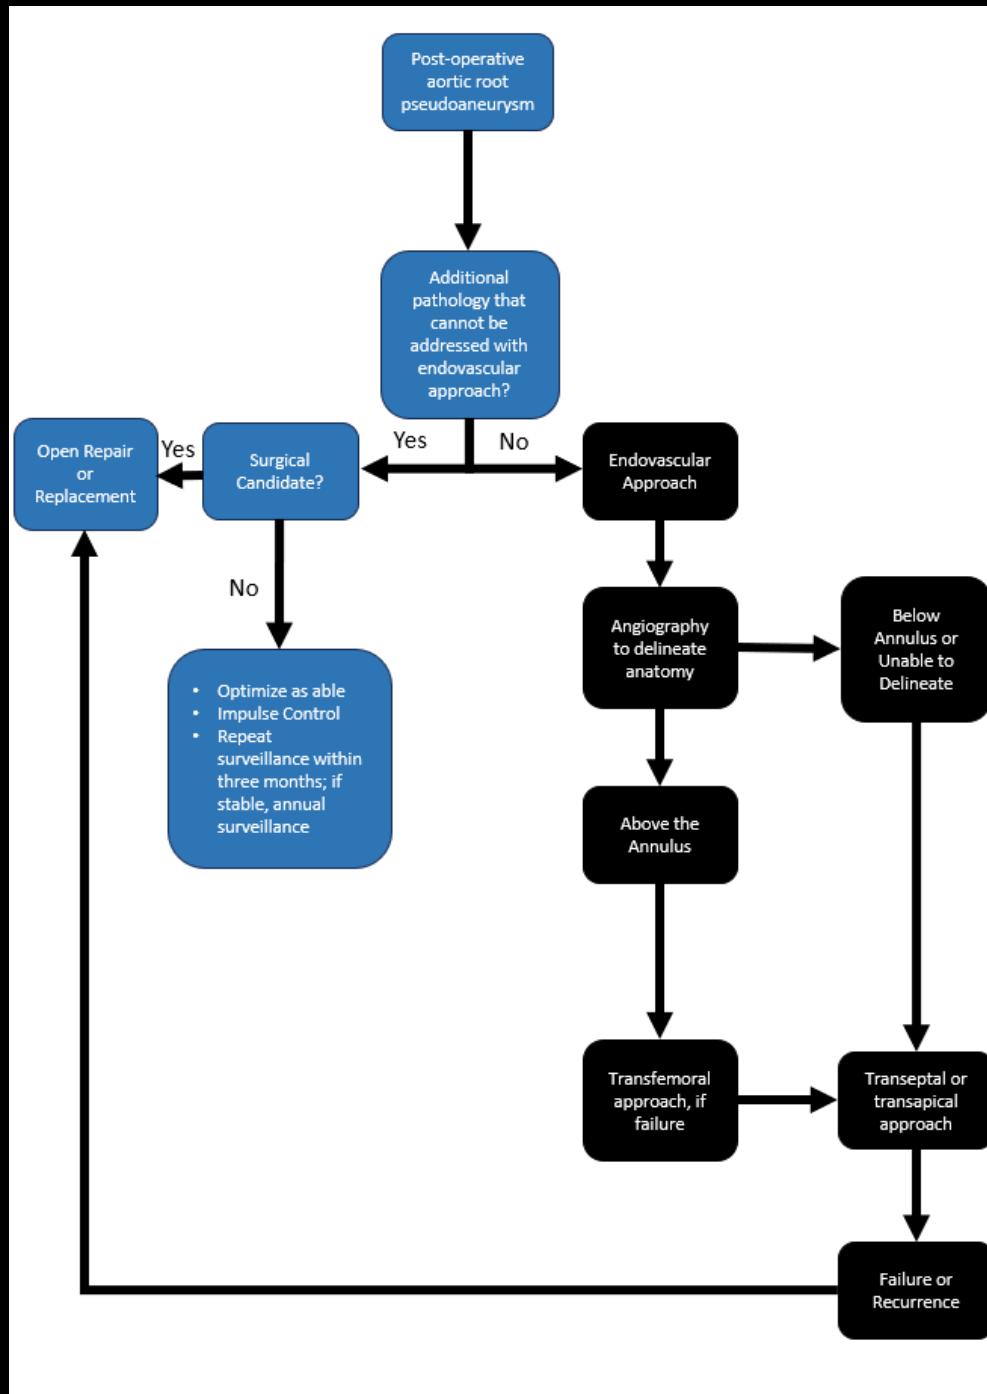 Post-operative
aortic root
pseudoaneurysm
Additional
pathology that
cannot be
addressed with
endovascular
approach?
Yes
No
Open Repair
or
Replacement
Yes
Surgical
Candidate?
Endovascular
Approach
No
Angiography
to delineate
anatomy
Below
Annulus or
Unable to
Delineate
• Optimize as able
• Impulse Control
• Repeat
surveillance within
three months; if
stable, annual
surveillance
Above the
Annulus
Transfemoral
approach, if
failure
Transeptal or
transapical
approach
Failure or
Recurrence